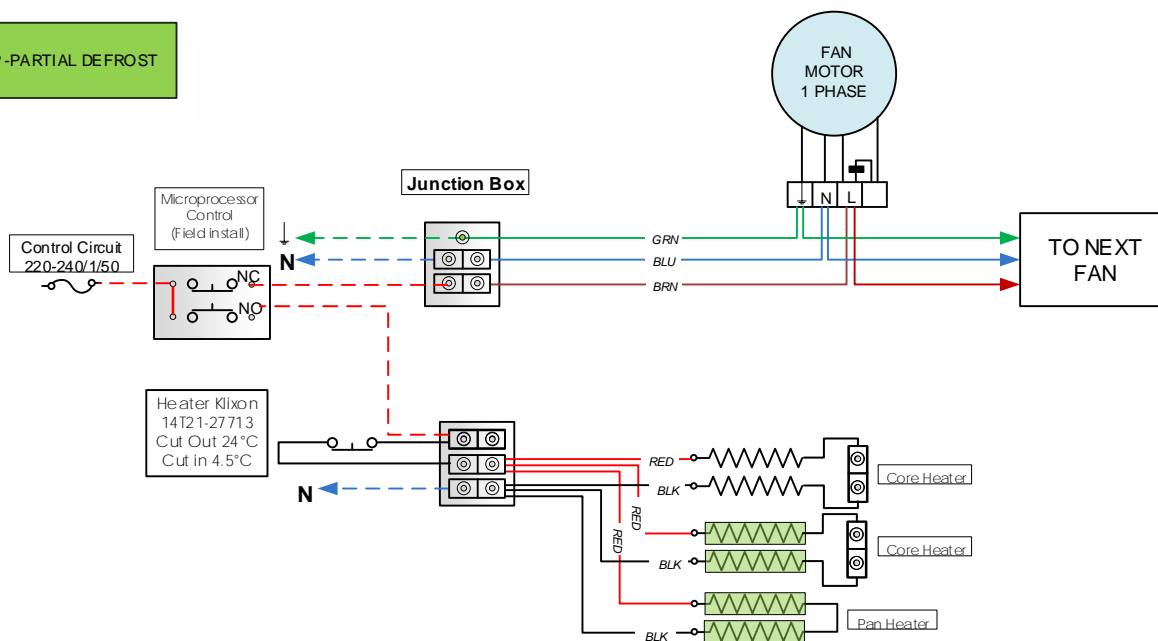 -PARTIAL DEFROST
FAN
MOTOR
1 PHASE
Junction Box
Microprocessor
Control
(Field install)
Control Circuit
220-240/1/50
N
NC
NO
GRN
BLU
BRN
N
L
TO NEXT
FAN
Heater Klixon
14T21-27713
Cut Out 24°C
Cut in 4.5°C
N
RED
BLK
RED
RED
BLK
BLK
Core Heater
Core Heater
Pan Heater